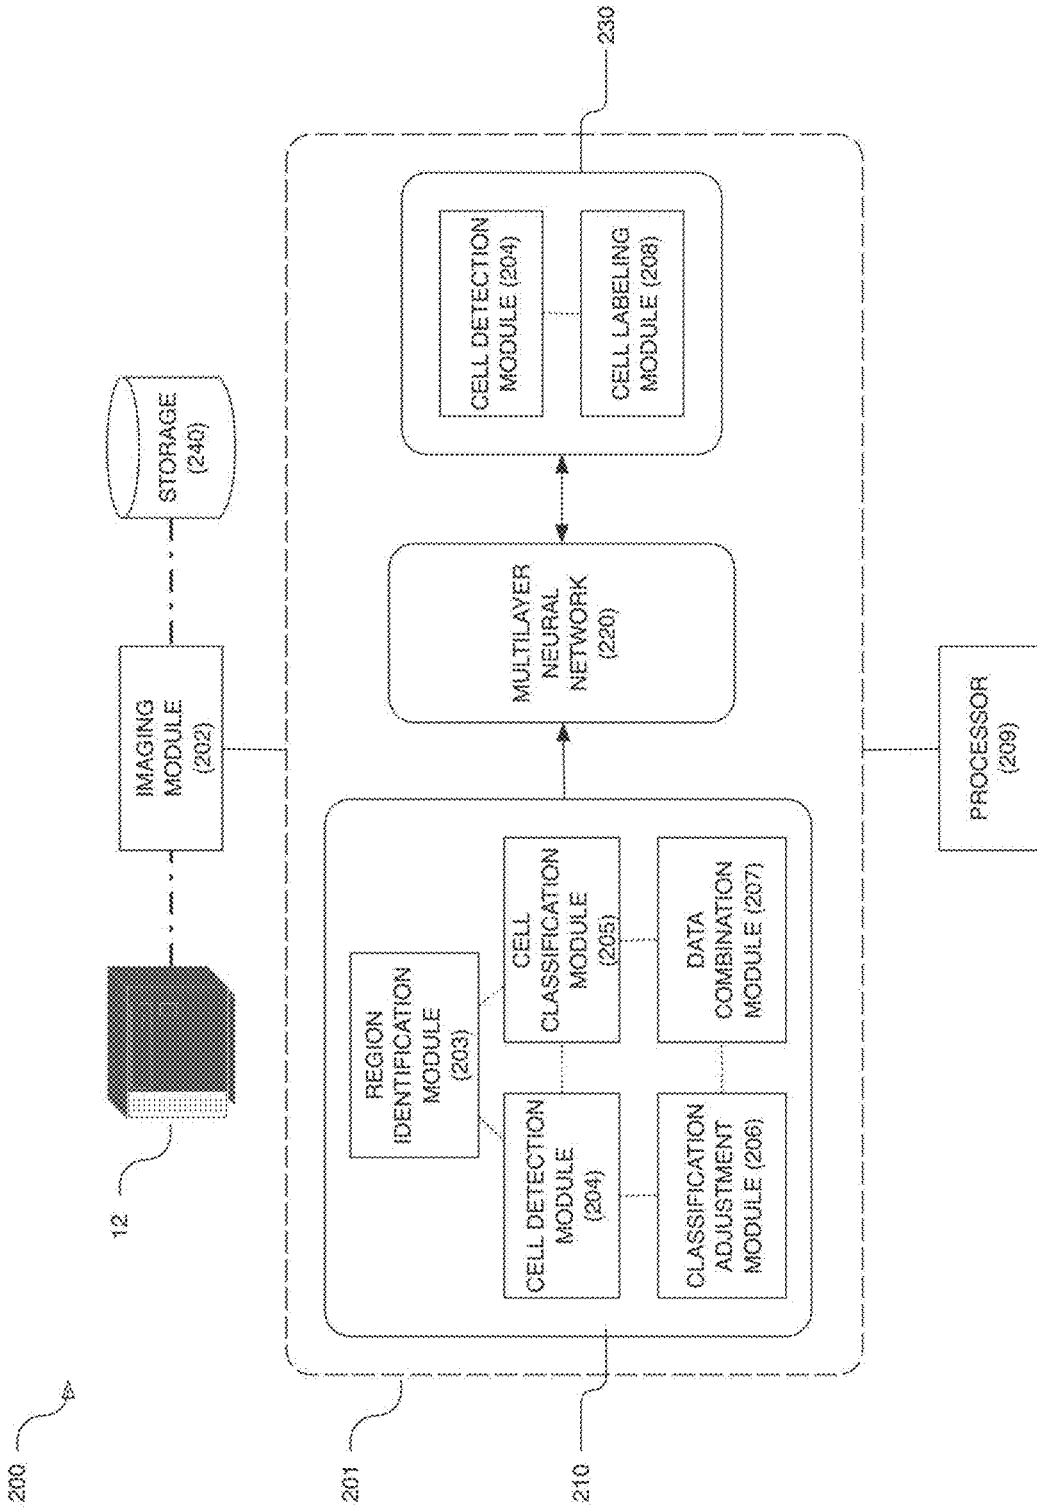 200
12
IMAGING
MODULE
(202)
STORAGE
(240)
201
210
230
REGION
IDENTIFICATION
MODULE
(203)
CELL DETECTION
MODULE
(204)
CELL
CLASSIFICATION
MODULE
(205)
CLASSIFICATION
ADJUSTMENT
MODULE (206)
DATA
COMBINATION
MODULE (207)
MULTILAYER
NEURAL
NETWORK
(220)
CELL DETECTION
MODULE (204)
CELL LABELING
MODULE (208)
PROCESSOR
(209)